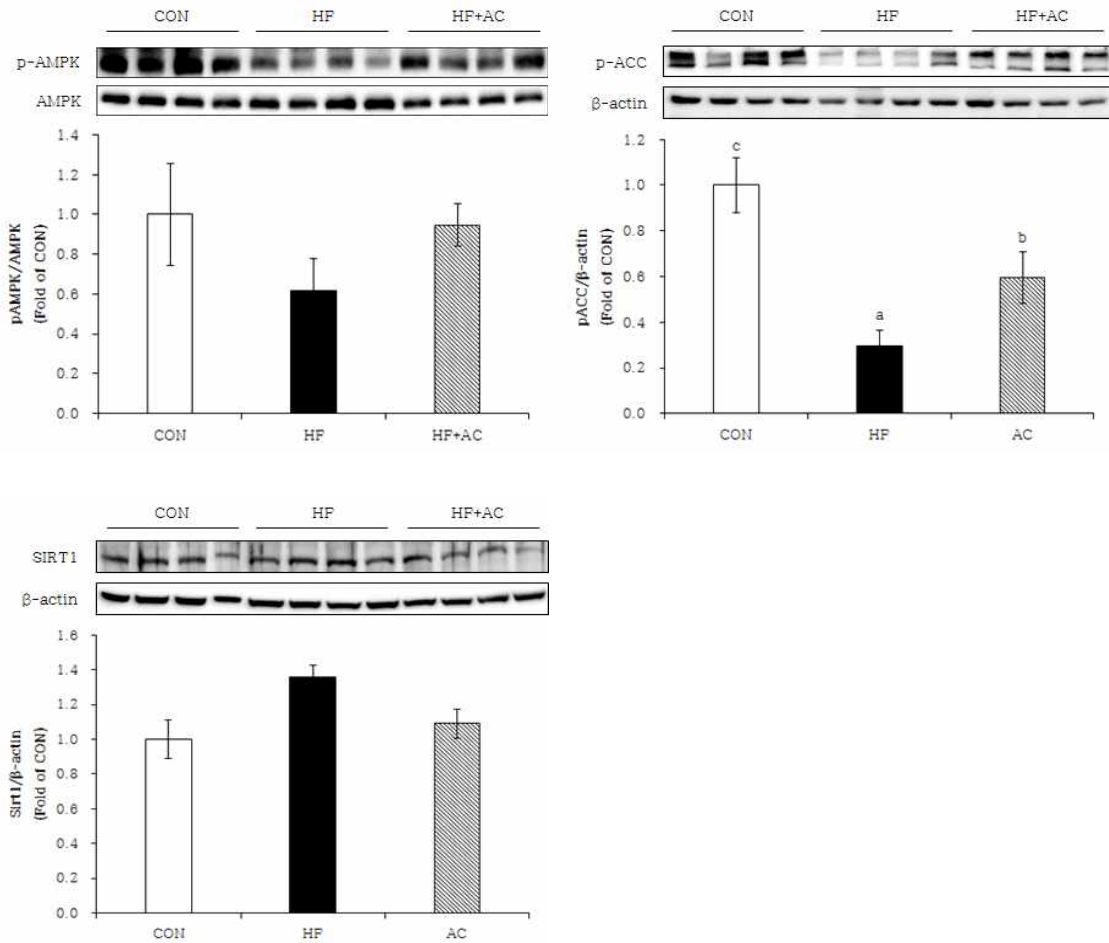 CON HF HF+AC
p-AMPK
AMPK
1.4
1.2
1.0
0.8
0.6
0.4
0.2
0.0
pAMPK/AMPK
(Fold of CON)
CON HF HF+AC
CON HF HF+AC
p-ACC
β-actin
1.2
1.0
0.8
0.6
0.4
0.2
0.0
pACC/β-actin
(Fold of CON)
c
a
b
CON HF AC
CON HF HF+AC
SIRT1
β-actin
1.6
1.4
1.2
1.0
0.8
0.6
0.4
0.2
0.0
Sirt1/β-actin
(Fold of CON)
CON HF AC